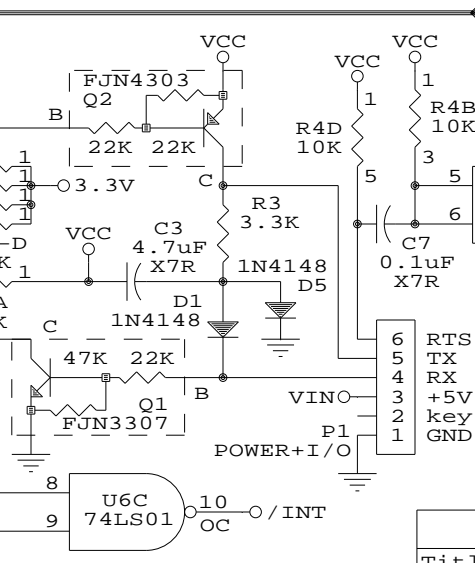 VCC
VCC
VCC
FJN4303
Q2
1
1
R4B
10K
R4D
10K
B
22K
22K
3
1
1
1
1
3.3V
C
5
5
R3
3.3K
6
VCC
C3
4.7uF
X7R
C7
0.1uF
X7R
-D
K
1
1N4148
D5
A
K
D1
1N4148
C
47K
22K
B
Q1
FJN3307
6 RTS
5 TX
4 RX
VIN 3 +5V
2 key
P1 1 GND
POWER+I/O
8
9
U6C
74LS01
10
OC
/INT
Titl